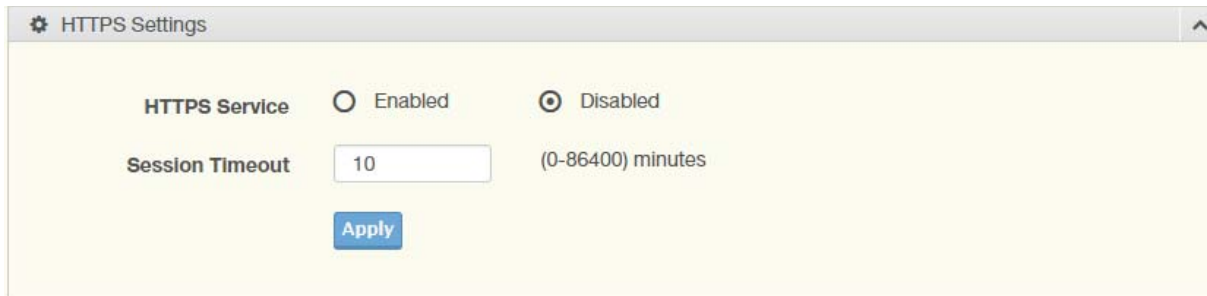 HTTPS Settings
HTTPS Service Enabled Disabled
Session Timeout 10 (0-86400) minutes
Apply